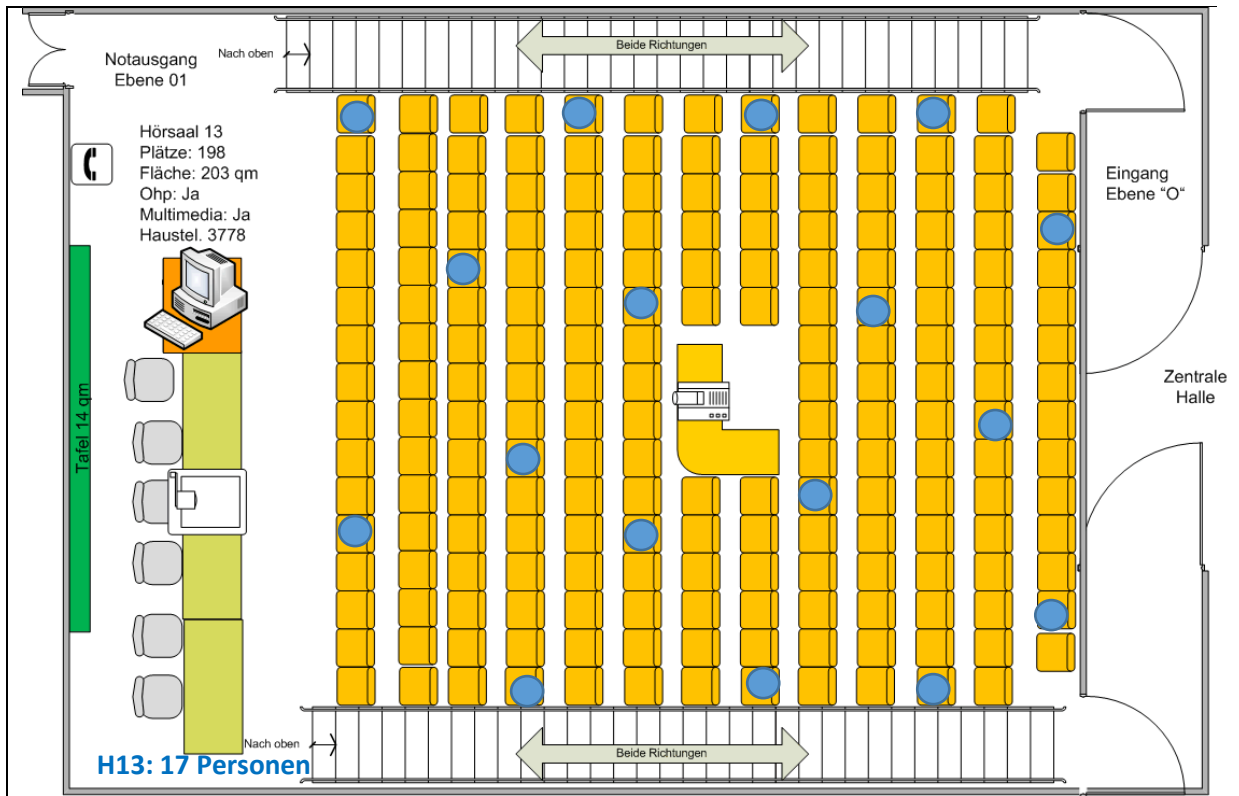 Notausgang
Ebene 01
Nach oben
Beide Richtungen
Hörsaal 13
Plätze: 198
Fläche: 203 qm
Ohp: Ja
Multimedia: Ja
Haustel. 3778
Eingang
Ebene "O"
Zentrale
Halle
Tafel 14 qm
Nach oben
Beide Richtungen
H13: 17 Personen